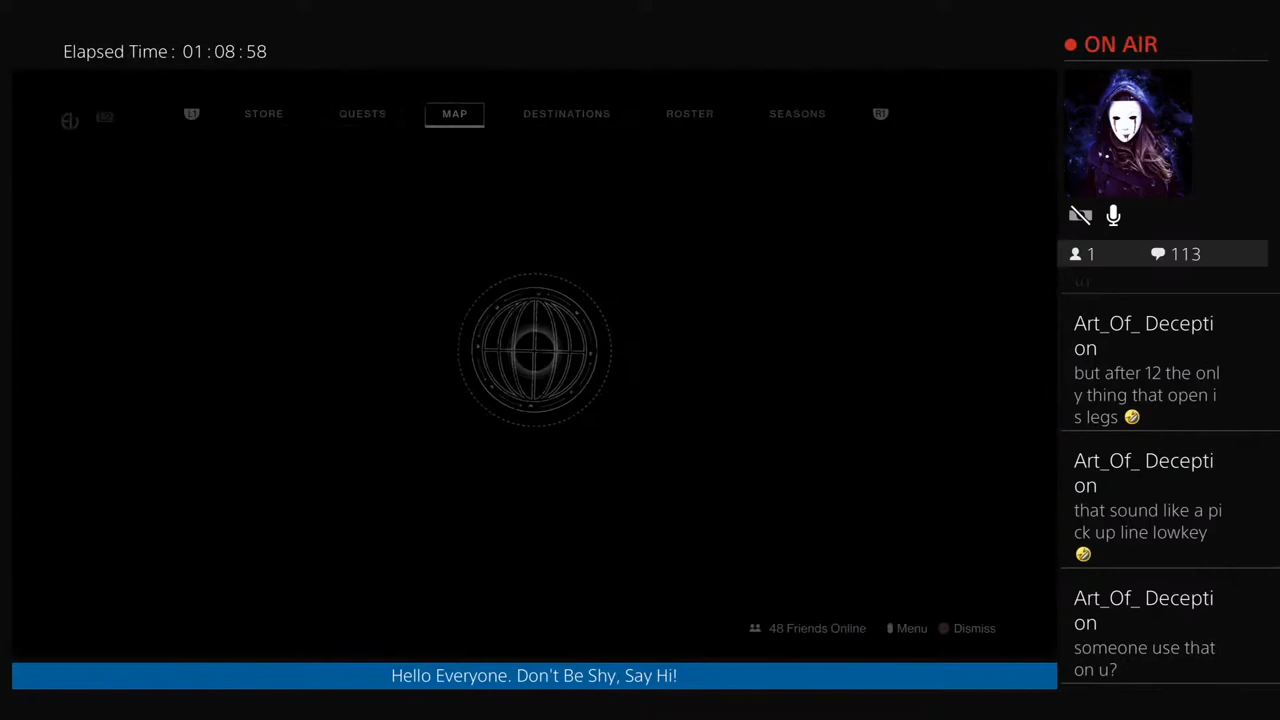 Elapsed Time : 01:08:58
ON AIR
L2
L1
STORE
QUESTS
MAP
DESTINATIONS
ROSTER
SEASONS
R1
1
113
Art_Of_ Decepti
on
but after 12 the onl
y thing that open i
s legs 🤣
Art_Of_ Decepti
on
that sound like a pi
ck up line lowkey
🤣
Art_Of_ Decepti
on
someone use that
on u?
48 Friends Online
Menu
Dismiss
Hello Everyone. Don't Be Shy, Say Hi!